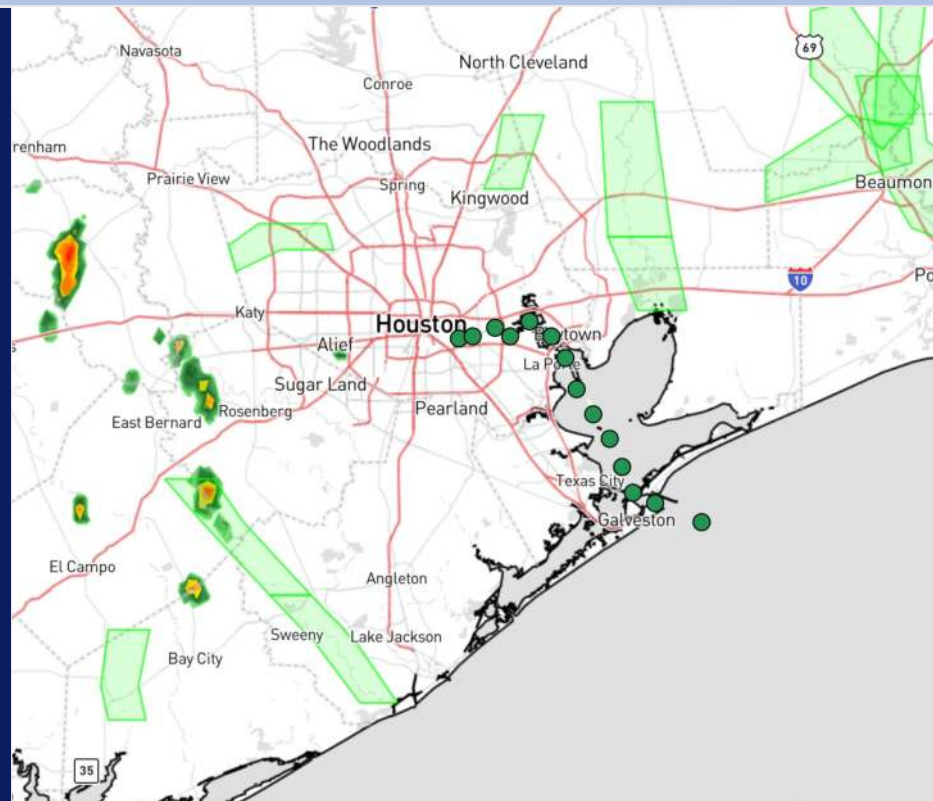 69
Navasota
North Cleveland
Conroe
The Woodlands
renham
Prairie View
Spring
Kingwood
Beaumon
10
Po
Katy
Houston
Baytown
Alief
La Porte
Sugar Land
Pearland
Rosenberg
East Bernard
Texas City
Galveston
El Campo
Angleton
Sweeny
Lake Jackson
Bay City
35